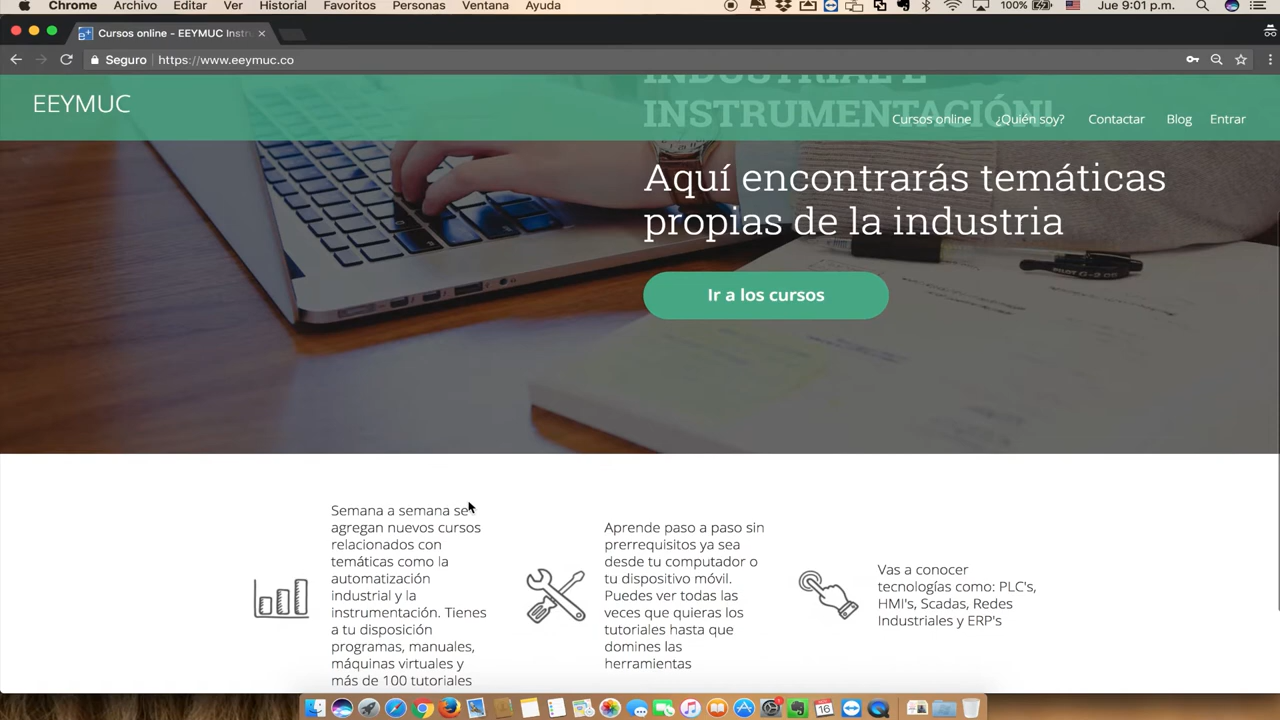 Chrome Archivo Editar Ver Historial Favoritos Personas Ventana Ayuda 100% Jue 9:01 p.m.
Cursos online - EEYMUC Instr
Seguro https://www.eeymuc.co
INDUSTRIAL E
INSTRUMENTACIÓN!
EEYMUC
Cursos online ¿Quién soy? Contactar Blog Entrar
Aquí encontrarás temáticas
propias de la industria
Ir a los cursos
Semana a semana se
agregan nuevos cursos
relacionados con
temáticas como la
automatización
industrial y la
instrumentación. Tienes
a tu disposición
programas, manuales,
máquinas virtuales y
más de 100 tutoriales
Aprende paso a paso sin
prerrequisitos ya sea
desde tu computador o
tu dispositivo móvil.
Puedes ver todas las
veces que quieras los
tutoriales hasta que
domines las
herramientas
Vas a conocer
tecnologías como: PLC's,
HMI's, Scadas, Redes
Industriales y ERP's
16